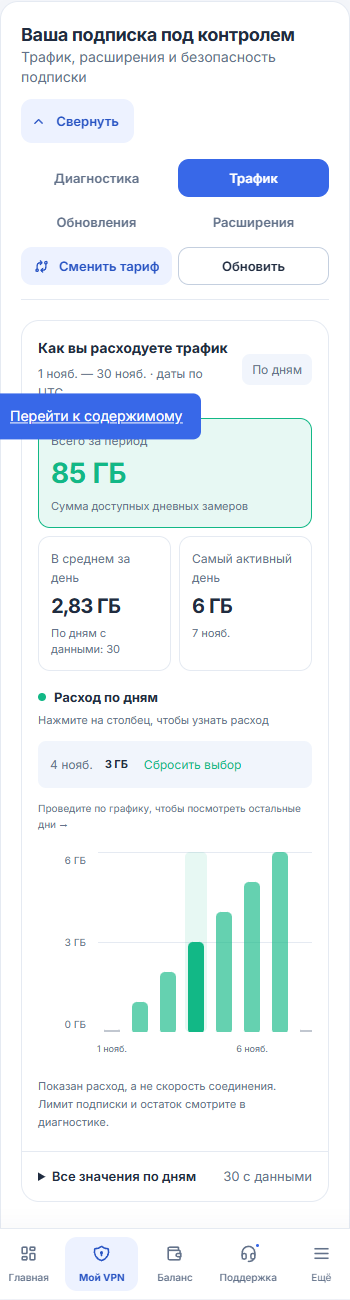 Ваша подписка под контролем
Трафик, расширения и безопасность
подписки
Свернуть
Диагностика
Трафик
Обновления
Расширения
Сменить тариф
Обновить
Как вы расходуете трафик
1 нояб. — 30 нояб. · даты по
UTC
По дням
Перейти к содержимому
Всего за период
85 ГБ
Сумма доступных дневных замеров
В среднем за
день
2,83 ГБ
По дням с
данными: 30
Самый активный
день
6 ГБ
7 нояб.
Расход по дням
Нажмите на столбец, чтобы узнать расход
4 нояб. 3 ГБ Сбросить выбор
Проведите по графику, чтобы посмотреть остальные
дни →
6 ГБ
3 ГБ
0 ГБ
1 нояб.
6 нояб.
Показан расход, а не скорость соединения.
Лимит подписки и остаток смотрите в
диагностике.
Все значения по дням
30 с данными
Главная
Мой VPN
Баланс
Поддержка
Ещё